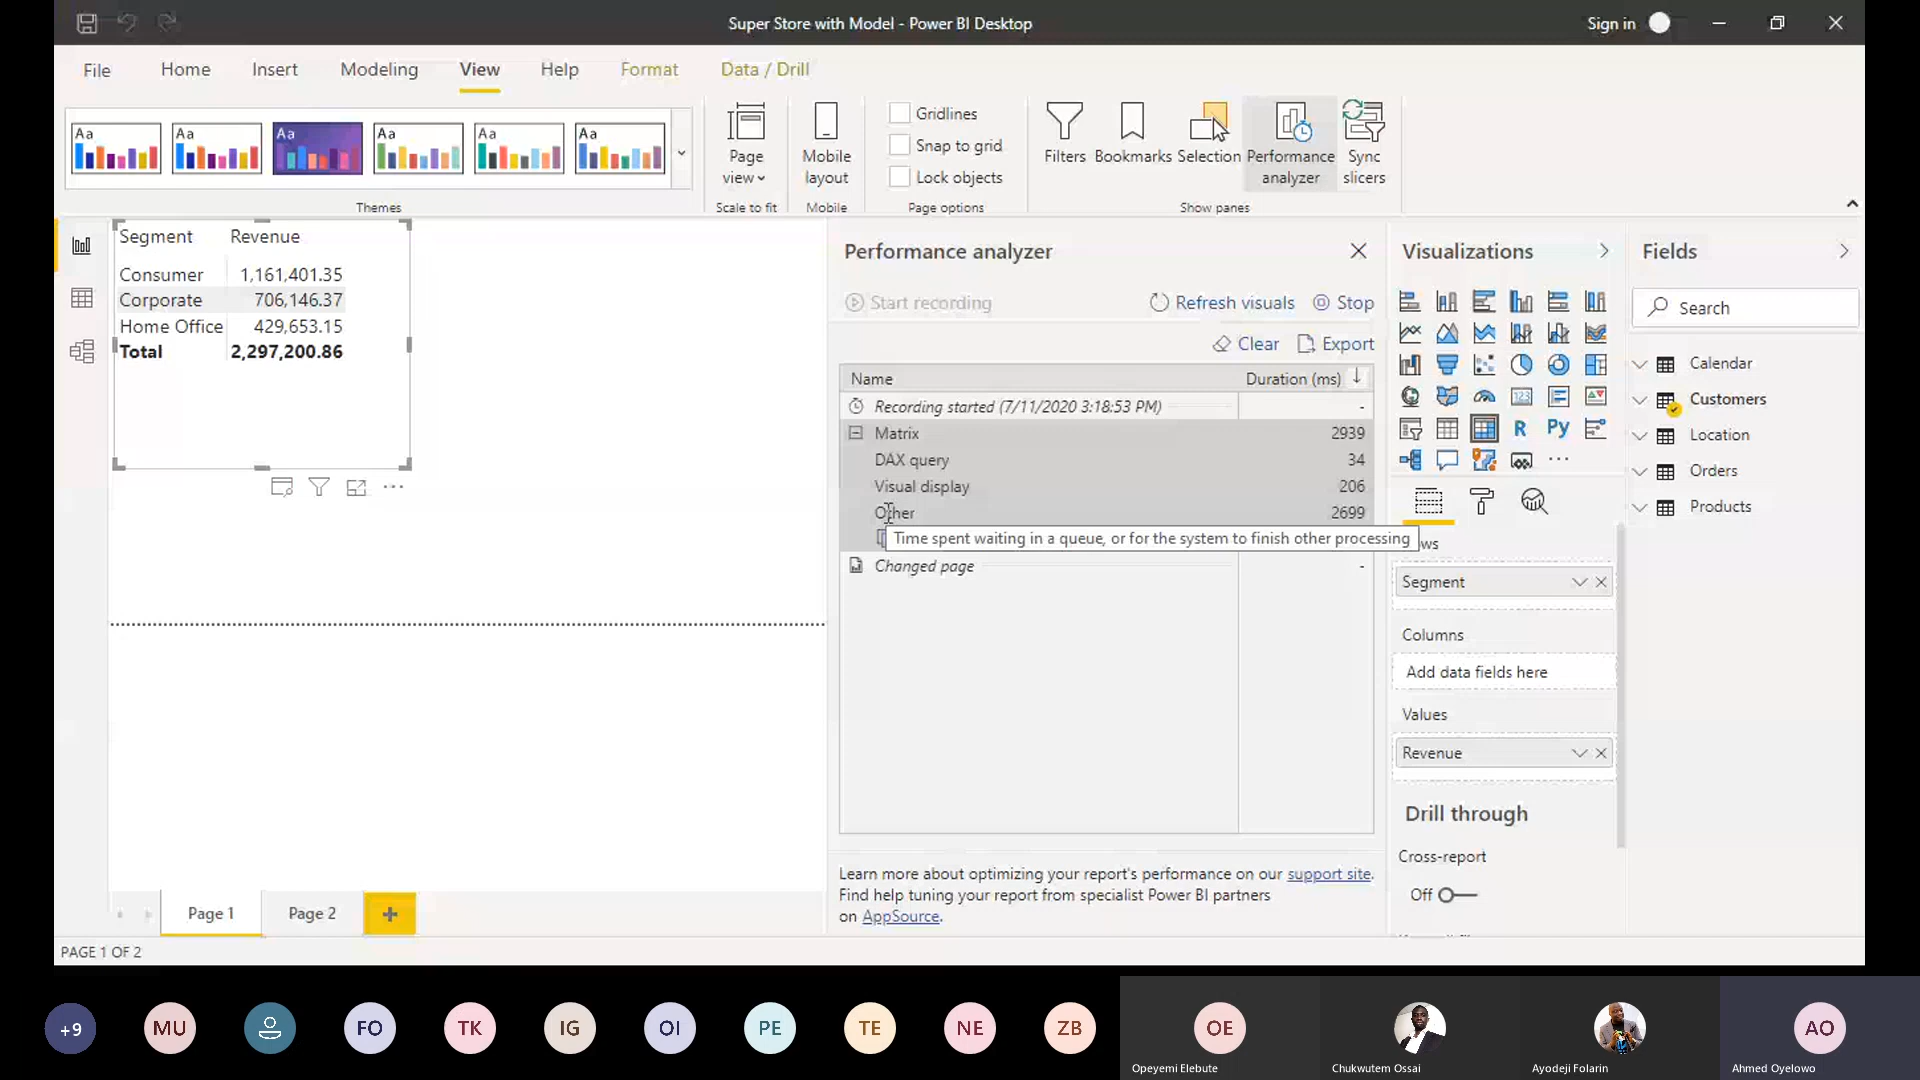 Super Store with Model - Power BI Desktop
Sign in
File Home Insert Modeling View Help Format Data / Drill
Aa Aa Aa Aa Aa Aa
Page view
Mobile layout
Gridlines
Snap to grid
Lock objects
Filters
Bookmarks
Selection
Performance analyzer
Sync slicers
Themes
Scale to fit
Mobile
Page options
Show panes
Segment Revenue
Consumer 1,161,401.35
Corporate 706,146.37
Home Office 429,653.15
Total 2,297,200.86
Performance analyzer
Start recording
Refresh visuals
Stop
Clear
Export
Name Duration (ms)
Recording started (7/11/2020 3:18:53 PM) -
Matrix 2939
DAX query 34
Visual display 206
Other 2699
Time spent waiting in a queue, or for the system to finish other processing
Changed page -
Learn more about optimizing your report's performance on our support site.
Find help tuning your report from specialist Power BI partners
on AppSource.
Visualizations
123
R
Py
Segment
Columns
Add data fields here
Values
Revenue
Drill through
Cross-report
Off
Fields
Search
Calendar
Customers
Location
Orders
Products
Page 1
Page 2
+
PAGE 1 OF 2
+9
MU
FO
TK
IG
OI
PE
TE
NE
ZB
OE
AO
Opeyemi Elebute
Chukwutem Ossai
Ayodeji Folarin
Ahmed Oyelowo